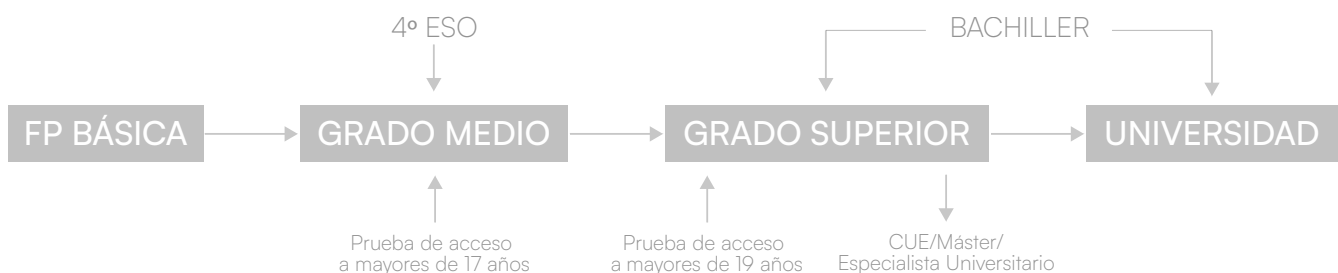 4º ESO
BACHILLER
FP BÁSICA
GRADO MEDIO
GRADO SUPERIOR
UNIVERSIDAD
Prueba de acceso
a mayores de 17 años
Prueba de acceso
a mayores de 19 años
CUE/Máster/
Especialista Universitario